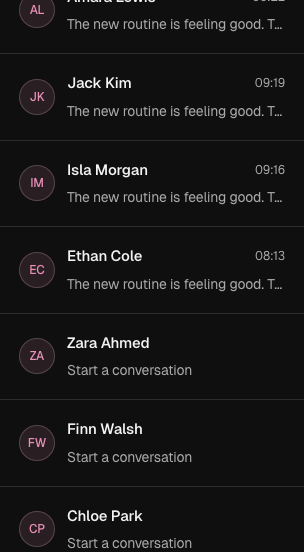 AL
Jack Kim 09:19
JK
The new routine is feeling good. T...
Isla Morgan 09:16
IM
The new routine is feeling good. T...
Ethan Cole 08:13
EC
The new routine is feeling good. T...
Zara Ahmed
ZA
Start a conversation
Finn Walsh
FW
Start a conversation
Chloe Park
CP
Start a conversation